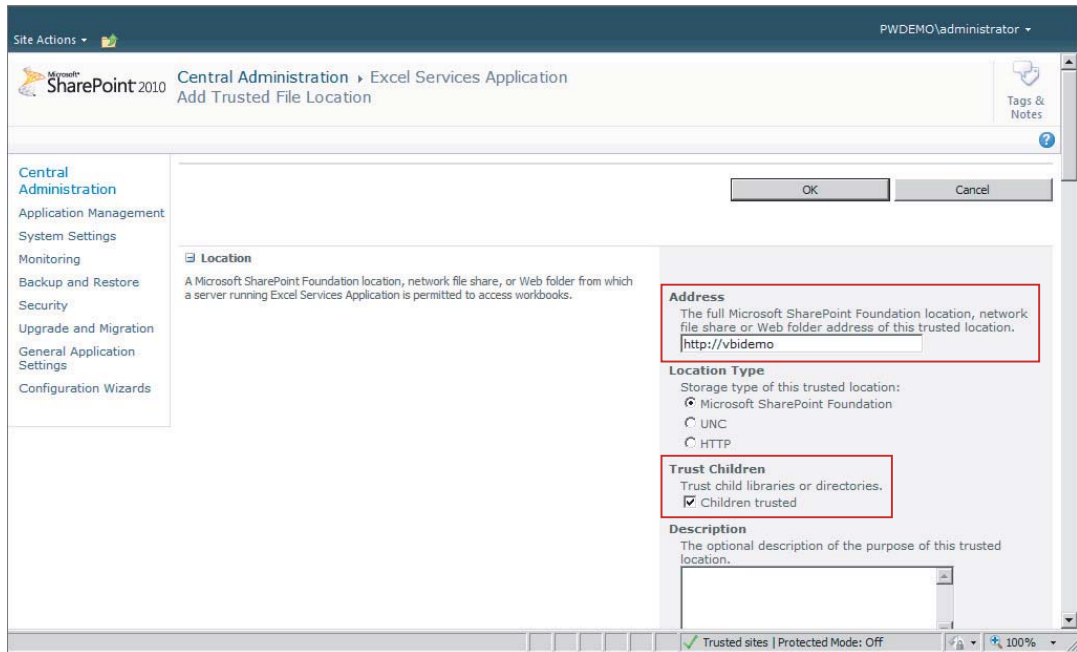 PWDEMO\administrator
Site Actions
Microsoft
SharePoint 2010
Central Administration Excel Services Application
Add Trusted File Location
Tags &
Notes
Central
Administration
Application Management
System Settings
Monitoring
Backup and Restore
Security
Upgrade and Migration
General Application
Settings
Configuration Wizards
OK
Cancel
Location
A Microsoft SharePoint Foundation location, network file share, or Web folder from which
a server running Excel Services Application is permitted to access workbooks.
Address
The full Microsoft SharePoint Foundation location, network
file share or Web folder address of this trusted location.
http://vbidemo
Location Type
Storage type of this trusted location:
Microsoft SharePoint Foundation
UNC
HTTP
Trust Children
Trust child libraries or directories.
Children trusted
Description
The optional description of the purpose of this trusted
location.
Trusted sites | Protected Mode: Off
100%